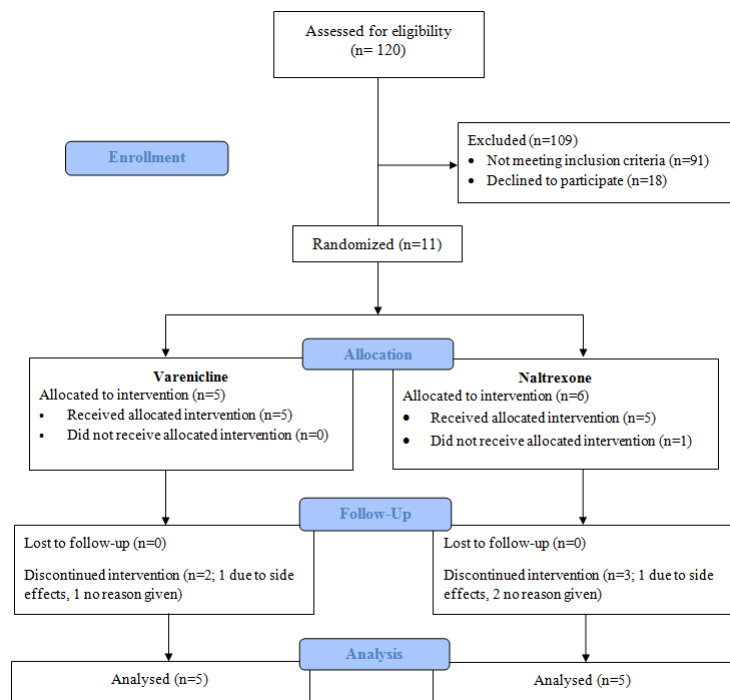 Assessed for eligibility
(n= 120)
Enrollment
Excluded (n=109)
• Not meeting inclusion criteria (n=91)
• Declined to participate (n=18)
Randomized (n=11)
Allocation
Varenicline
Allocated to intervention (n=5)
• Received allocated intervention (n=5)
• Did not receive allocated intervention (n=0)
Naltrexone
Allocated to intervention (n=6)
• Received allocated intervention (n=5)
• Did not receive allocated intervention (n=1)
Follow-Up
Lost to follow-up (n=0)
Discontinued intervention (n=2; 1 due to side
effects, 1 no reason given)
Lost to follow-up (n=0)
Discontinued intervention (n=3; 1 due to side
effects, 2 no reason given)
Analysis
Analysed (n=5)
Analysed (n=5)